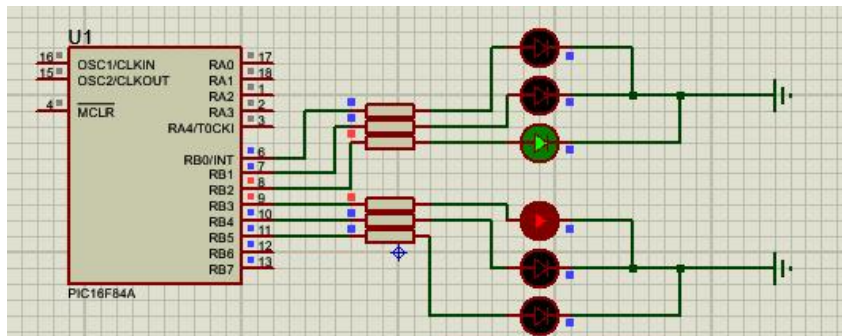 U1
16 OSC1/CLKIN RA0 17
15 OSC2/CLKOUT RA1 18
RA2 1
4 MCLR RA3 2
RA4/T0CKI 3
RB0/INT 6
RB1 7
RB2 8
RB3 9
RB4 10
RB5 11
RB6 12
RB7 13
PIC16F84A